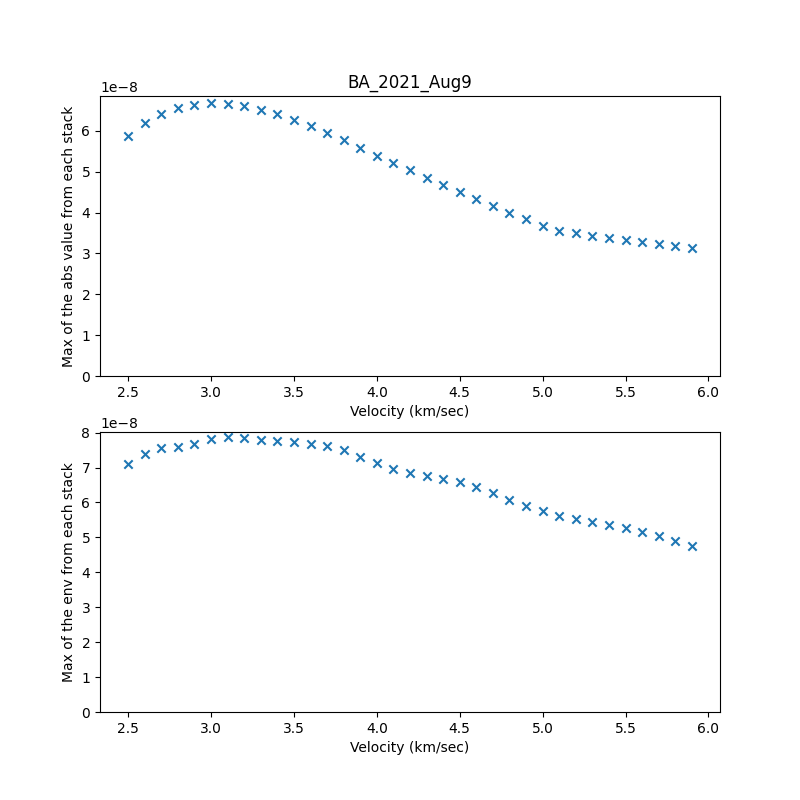 BA_2021_Aug9
1e−8
Max of the abs value from each stack
6
5
4
3
2
1
0
2.5 3.0 3.5 4.0 4.5 5.0 5.5 6.0
Velocity (km/sec)
1e−8
Max of the env from each stack
8
7
6
5
4
3
2
1
0
2.5 3.0 3.5 4.0 4.5 5.0 5.5 6.0
Velocity (km/sec)